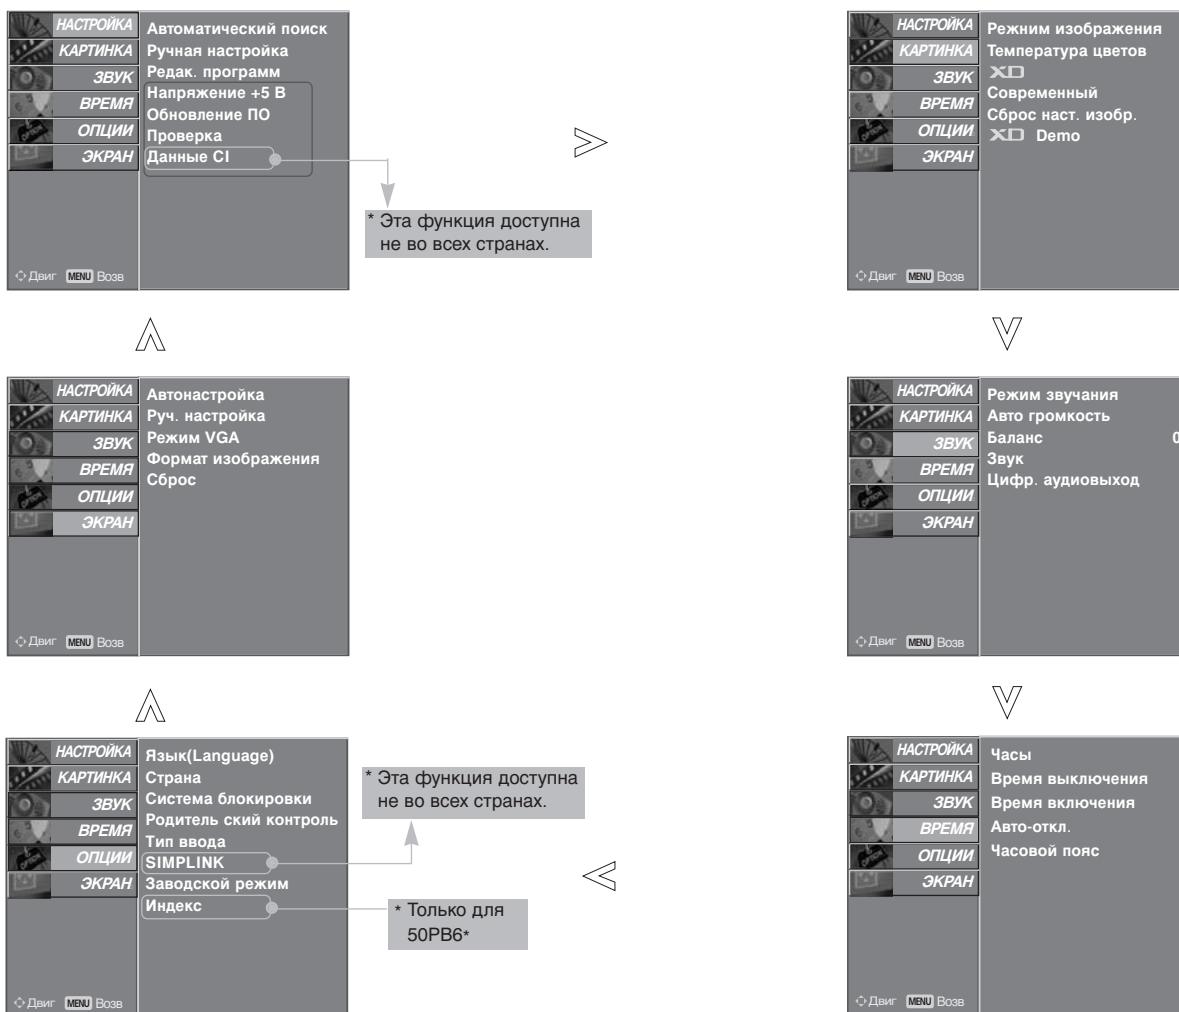 НАСТРОЙКА
КАРТИНКА
ЗВУК
ВРЕМЯ
ОПЦИИ
ЭКРАН
Автоматический поиск
Ручная настройка
Редак. программ
Напряжение +5 В
Обновление ПО
Проверка
Данные CI
Двиг MENU Возв
* Эта функция доступна
не во всех странах.
НАСТРОЙКА
КАРТИНКА
ЗВУК
ВРЕМЯ
ОПЦИИ
ЭКРАН
Режним изображения
Температура цветов
XD
Современный
Сброс наст. изобр.
XD Demo
Двиг MENU Возв
НАСТРОЙКА
КАРТИНКА
ЗВУК
ВРЕМЯ
ОПЦИИ
ЭКРАН
Автонастройка
Руч. настройка
Режим VGA
Формат изображения
Сброс
Двиг MENU Возв
НАСТРОЙКА
КАРТИНКА
ЗВУК
ВРЕМЯ
ОПЦИИ
ЭКРАН
Режим звучания
Авто громкость
Баланс 0
Звук
Цифр. аудиовыход
Двиг MENU Возв
НАСТРОЙКА
КАРТИНКА
ЗВУК
ВРЕМЯ
ОПЦИИ
ЭКРАН
Язык(Language)
Страна
Система блокировки
Родитель ский контроль
Тип ввода
SIMPLINK
Заводской режим
Индекс
Двиг MENU Возв
* Эта функция доступна
не во всех странах.
* Только для
50PB6*
НАСТРОЙКА
КАРТИНКА
ЗВУК
ВРЕМЯ
ОПЦИИ
ЭКРАН
Часы
Время выключения
Время включения
Авто-откл.
Часовой пояс
Двиг MENU Возв